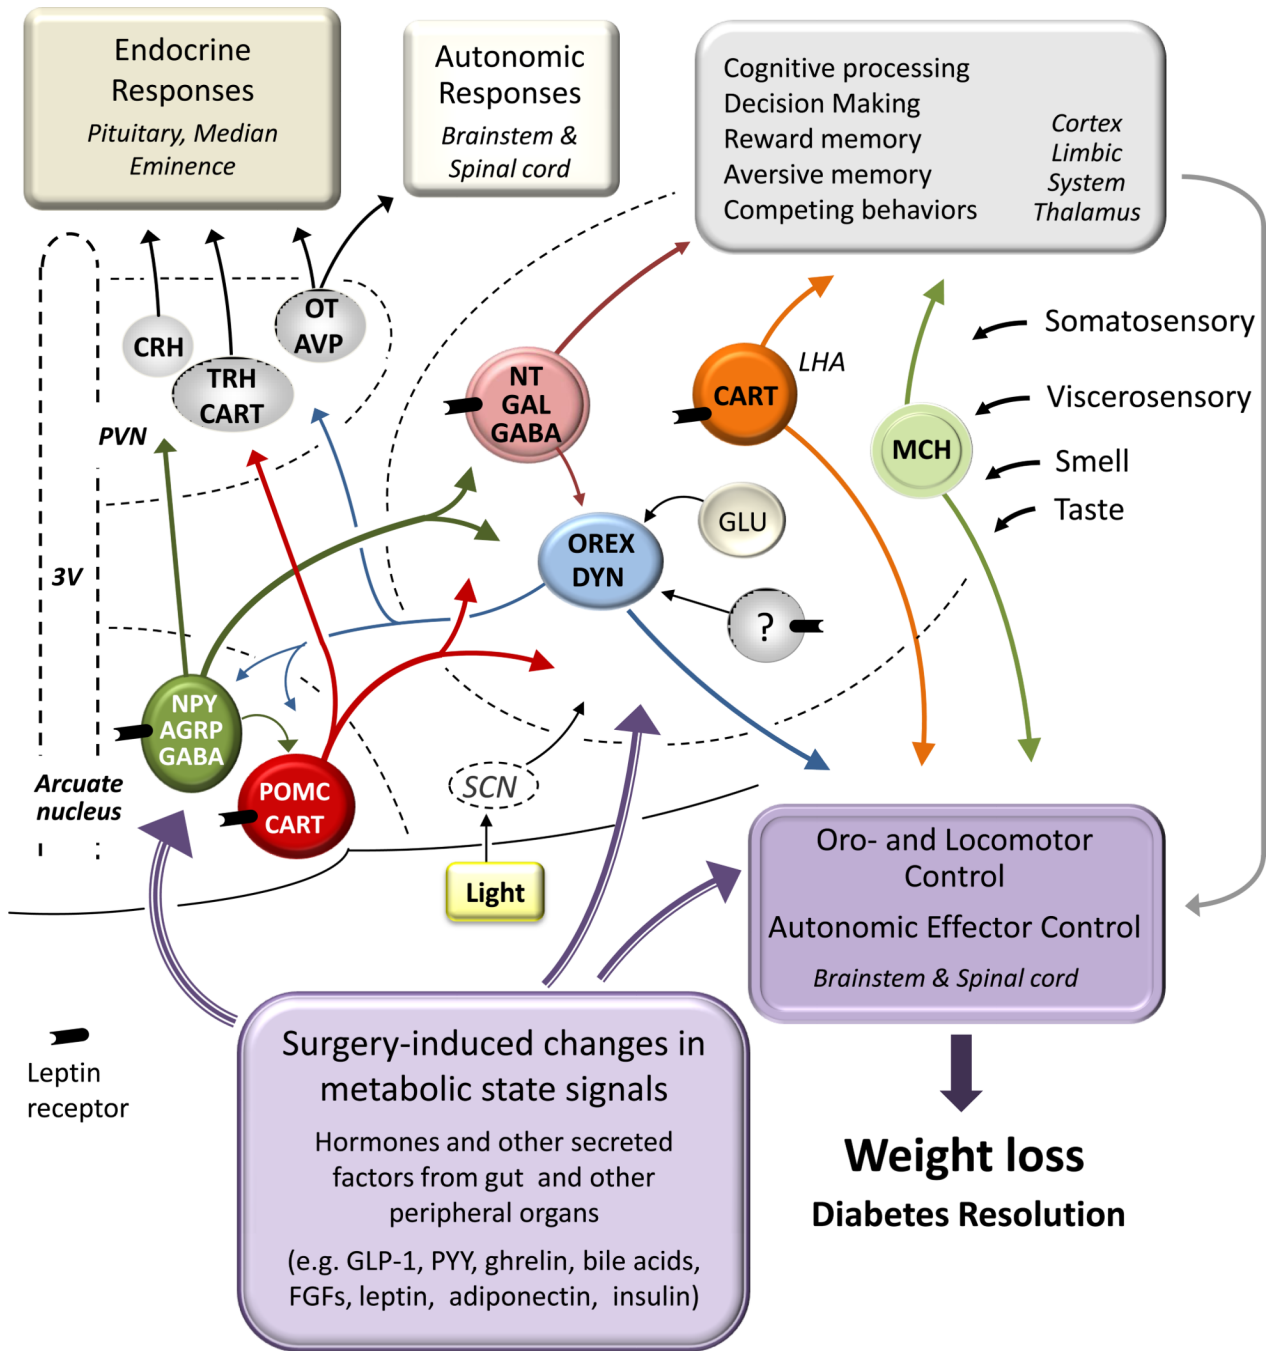 Endocrine
Responses
Pituitary, Median
Eminence
Autonomic
Responses
Brainstem &
Spinal cord
Cognitive processing
Decision Making
Reward memory
Aversive memory
Competing behaviors
Cortex
Limbic
System
Thalamus
CRH
TRH
CART
OT
AVP
PVN
NT
GAL
GABA
CART
LHA
MCH
Somatosensory
Viscerosensory
Smell
Taste
GLU
OREX
DYN
?
3V
NPY
AGRP
GABA
POMC
CART
Arcuate
nucleus
SCN
Light
Oro- and Locomotor
Control
Autonomic Effector Control
Brainstem & Spinal cord
Leptin
receptor
Surgery-induced changes in
metabolic state signals
Hormones and other secreted
factors from gut and other
peripheral organs
(e.g. GLP-1, PYY, ghrelin, bile acids,
FGFs, leptin, adiponectin, insulin)
Weight loss
Diabetes Resolution